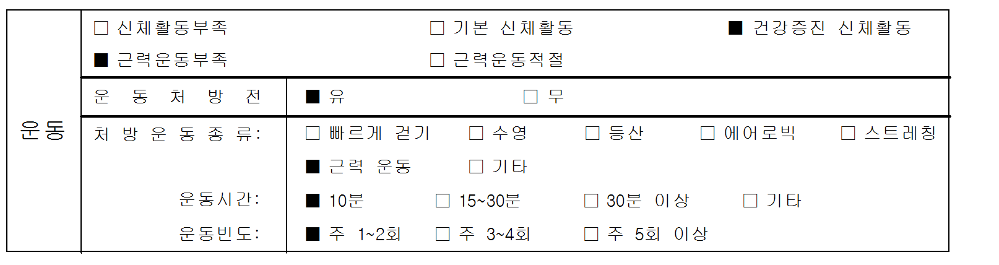 □ 신체활동부족 □ 기본 신체활동 ■ 건강증진 신체활동
■ 근력운동부족 □ 근력운동적절
운 동 처 방 전 ■ 유 □ 무
운동
처 방 운 동 종 류: □ 빠르게 걷기 □ 수영 □ 등산 □ 에어로빅 □ 스트레칭
■ 근력 운동 □ 기타
운동시간: ■ 10분 □ 15~30분 □ 30분 이상 □ 기타
운동빈도: ■ 주 1~2회 □ 주 3~4회 □ 주 5회 이상